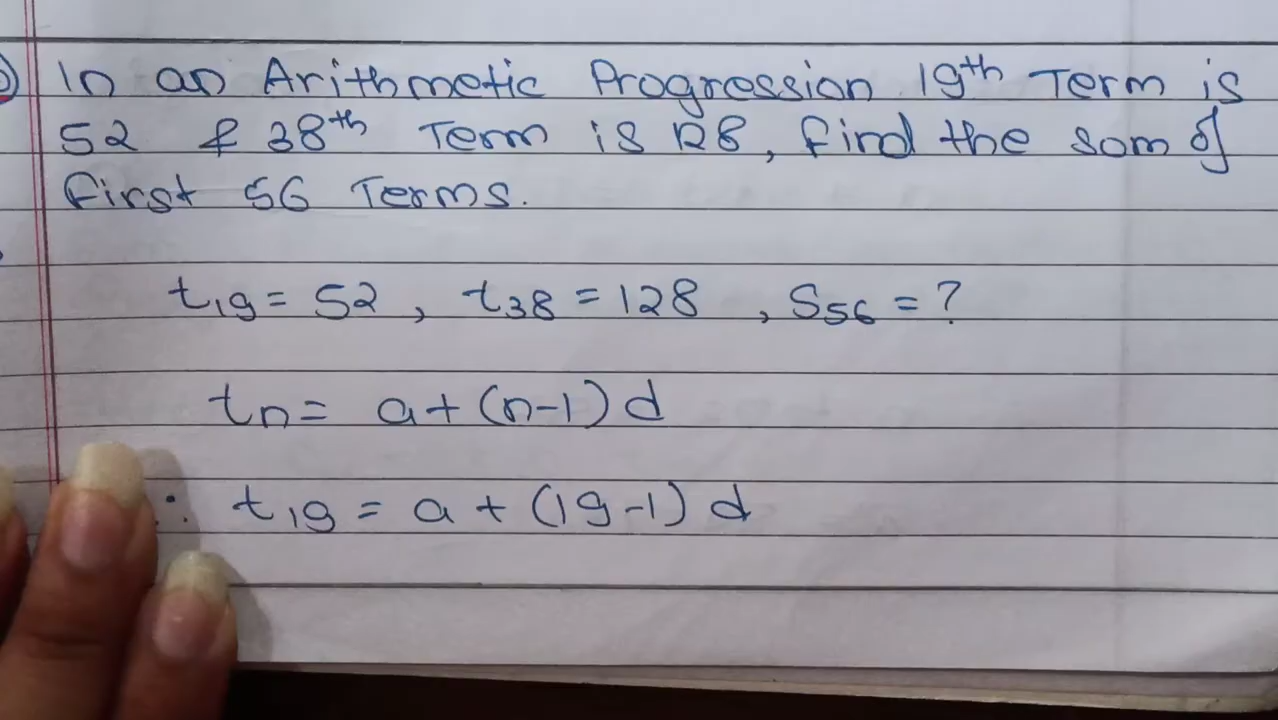 In an Arithmetic Progression 19th Term is
52 & 38th Term is 128, find the som of
first 56 Terms.
t19 = 52 , t38 = 128 , S56 = ?
tn = a + (n-1) d
∴ t19 = a + (19-1) d